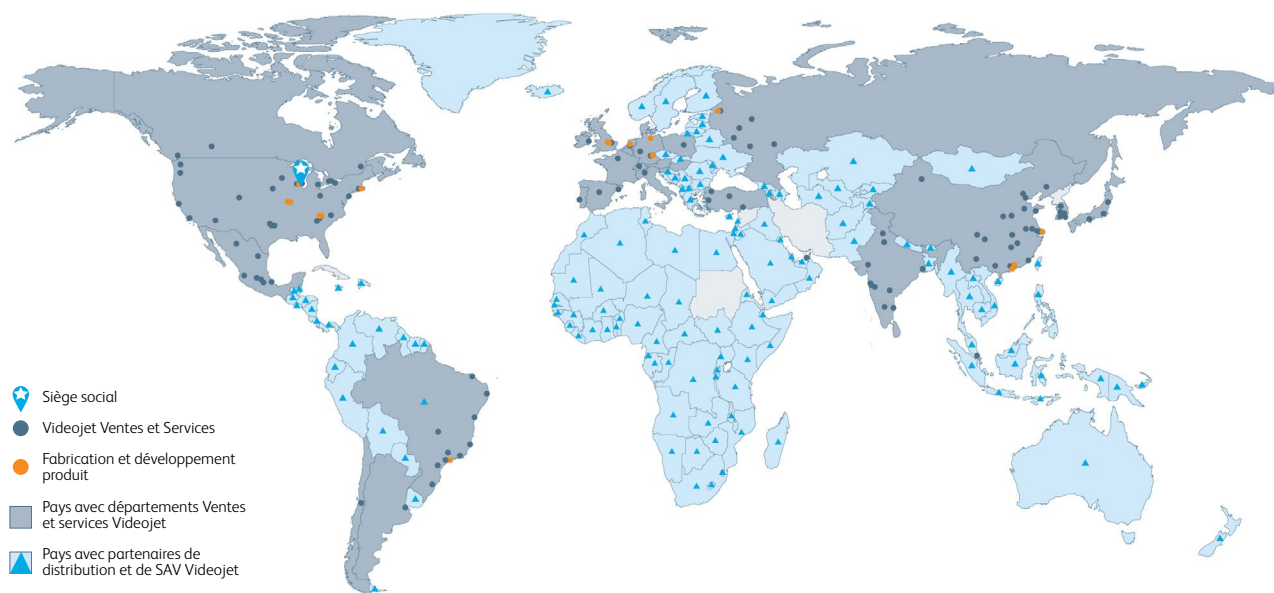 Siège social
Videojet Ventes et Services
Fabrication et développement
produit
Pays avec départements Ventes
et services Videojet
Pays avec partenaires de
distribution et de SAV Videojet